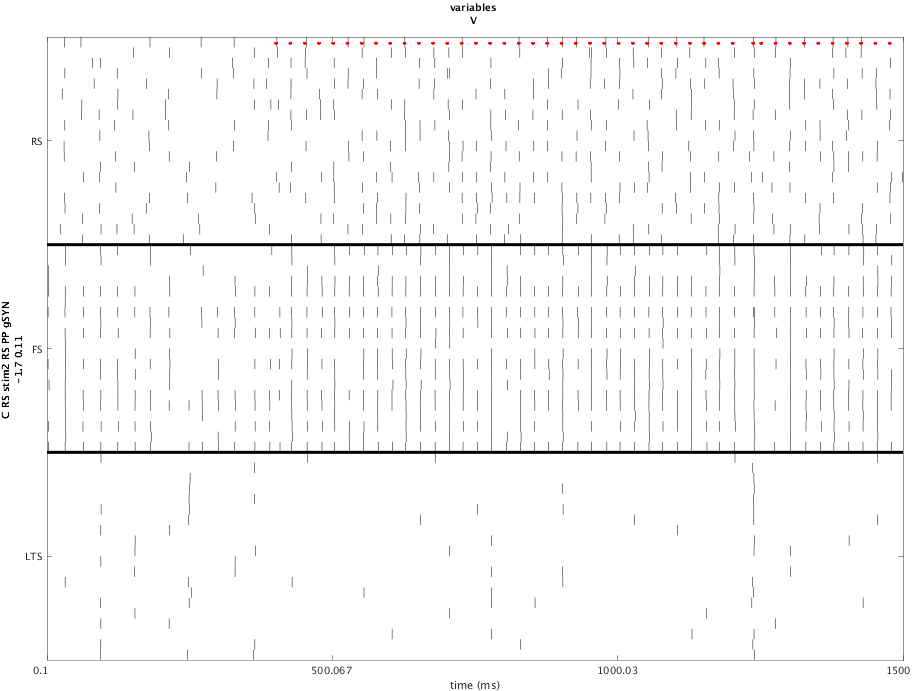 variables
V
RS
FS
LTS
C RS stim2 RS PP gSYN
-1.7 0.11
0.1
500.067
1000.03
1500
time (ms)